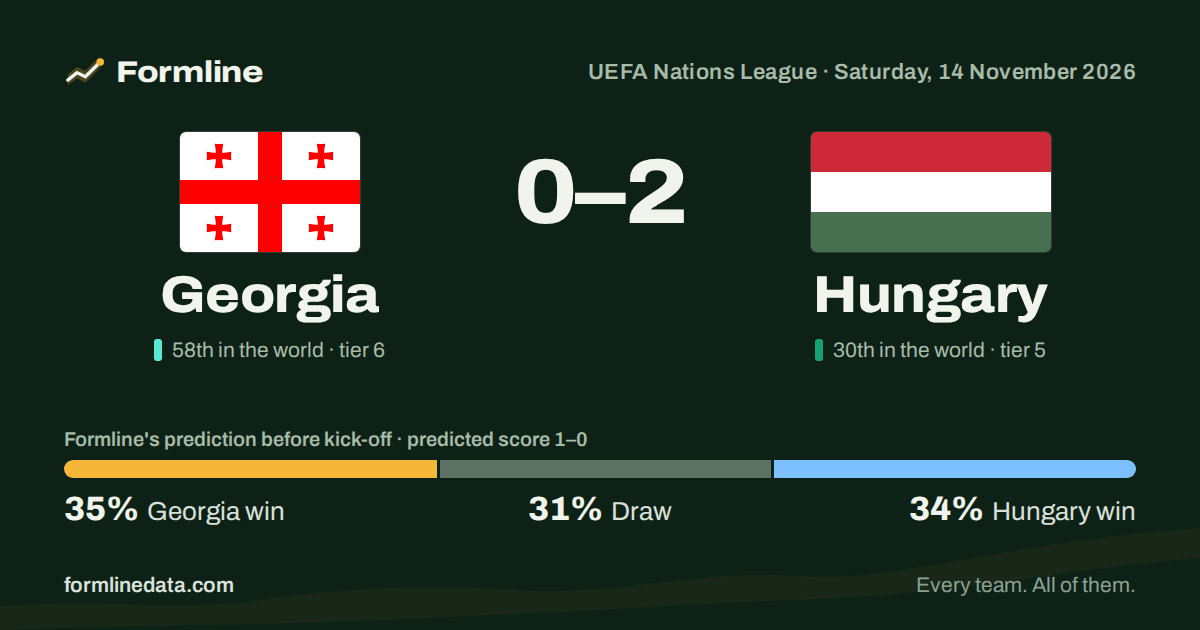 Formline
UEFA Nations League · Saturday, 14 November 2026
0–2
Georgia
Hungary
58th in the world · tier 6
30th in the world · tier 5
Formline's prediction before kick-off · predicted score 1–0
35% Georgia win
31% Draw
34% Hungary win
formlinedata.com
Every team. All of them.